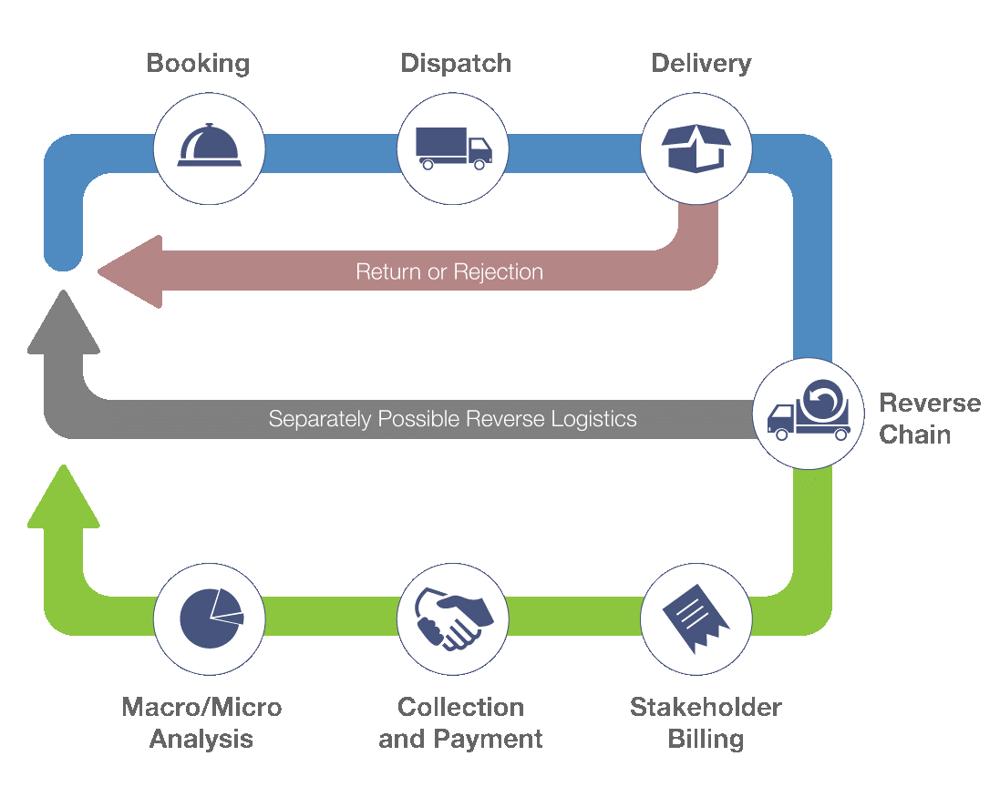 Booking
Dispatch
Delivery
Return or Rejection
Separately Possible Reverse Logistics
Reverse
Chain
Macro/Micro
Analysis
Collection
and Payment
Stakeholder
Billing